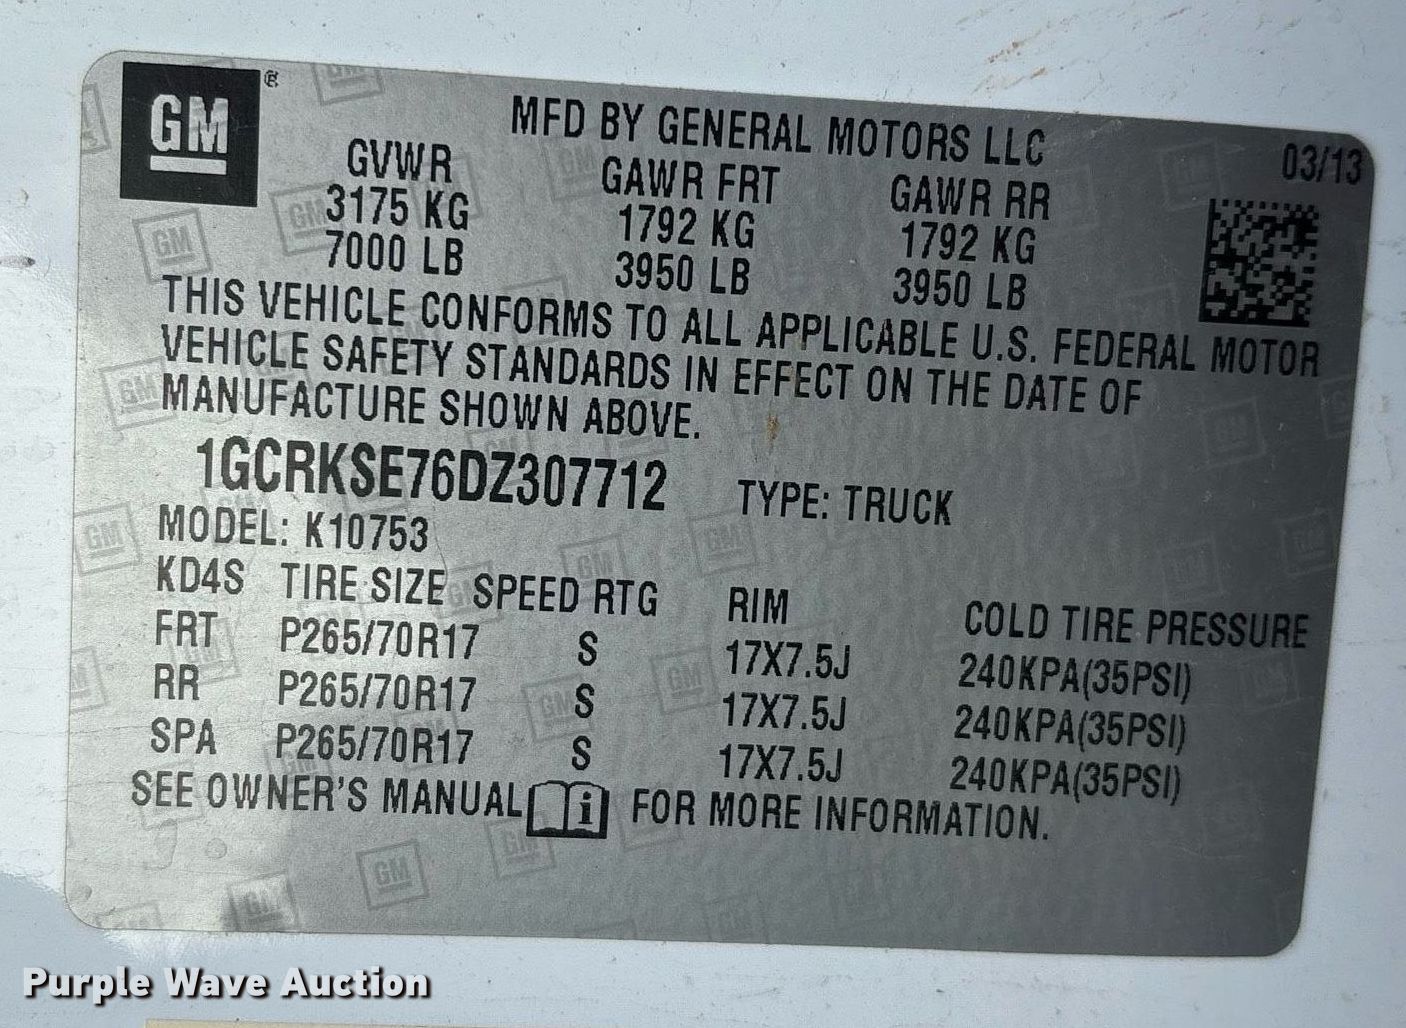 GM
MFD BY GENERAL MOTORS LLC 03/13
GVWR GAWR FRT GAWR RR
3175 KG 1792 KG 1792 KG
7000 LB 3950 LB 3950 LB
THIS VEHICLE CONFORMS TO ALL APPLICABLE U.S. FEDERAL MOTOR
VEHICLE SAFETY STANDARDS IN EFFECT ON THE DATE OF
MANUFACTURE SHOWN ABOVE.
1GCRKSE76DZ307712 TYPE: TRUCK
MODEL: K10753
KD4S TIRE SIZE SPEED RTG RIM COLD TIRE PRESSURE
FRT P265/70R17 S 17X7.5J 240KPA(35PSI)
RR P265/70R17 S 17X7.5J 240KPA(35PSI)
SPA P265/70R17 S 17X7.5J 240KPA(35PSI)
SEE OWNER'S MANUAL i FOR MORE INFORMATION.
Purple Wave Auction